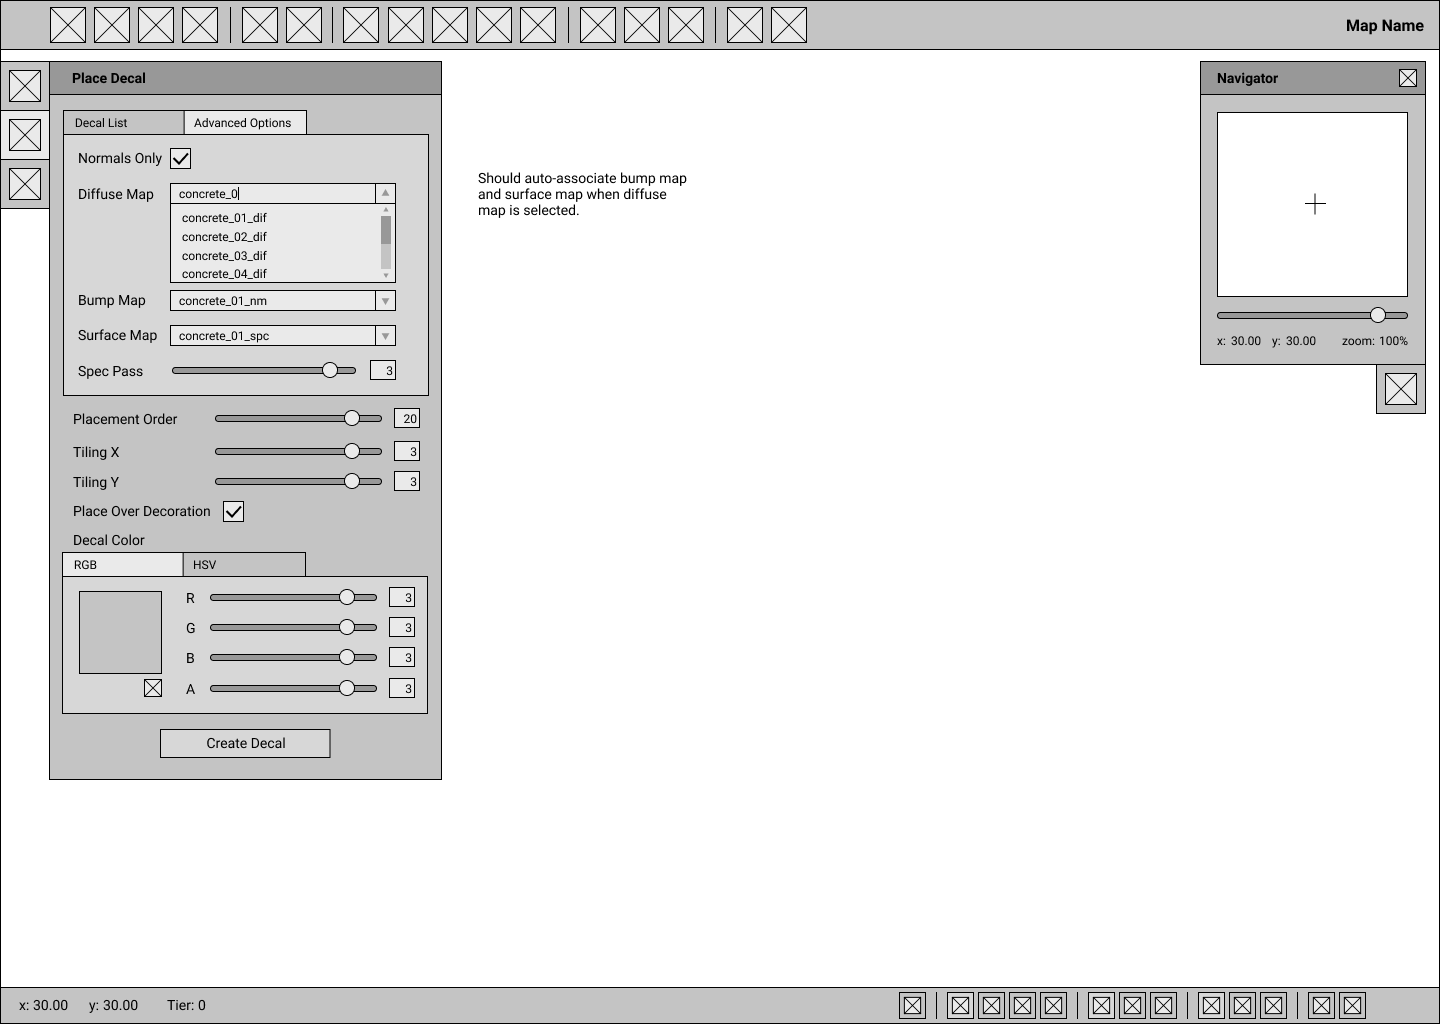 Map Name
Place Decal
Decal List
Advanced Options
Normals Only
Diffuse Map
concrete_0
concrete_01_dif
concrete_02_dif
concrete_03_dif
concrete_04_dif
Bump Map
concrete_01_nm
Surface Map
concrete_01_spc
Spec Pass
3
Placement Order
20
Tiling X
3
Tiling Y
3
Place Over Decoration
Decal Color
RGB
HSV
R
3
G
3
B
3
A
3
Create Decal
Should auto-associate bump map
and surface map when diffuse
map is selected.
Navigator
x: 30.00 y: 30.00 zoom: 100%
x: 30.00 y: 30.00 Tier: 0